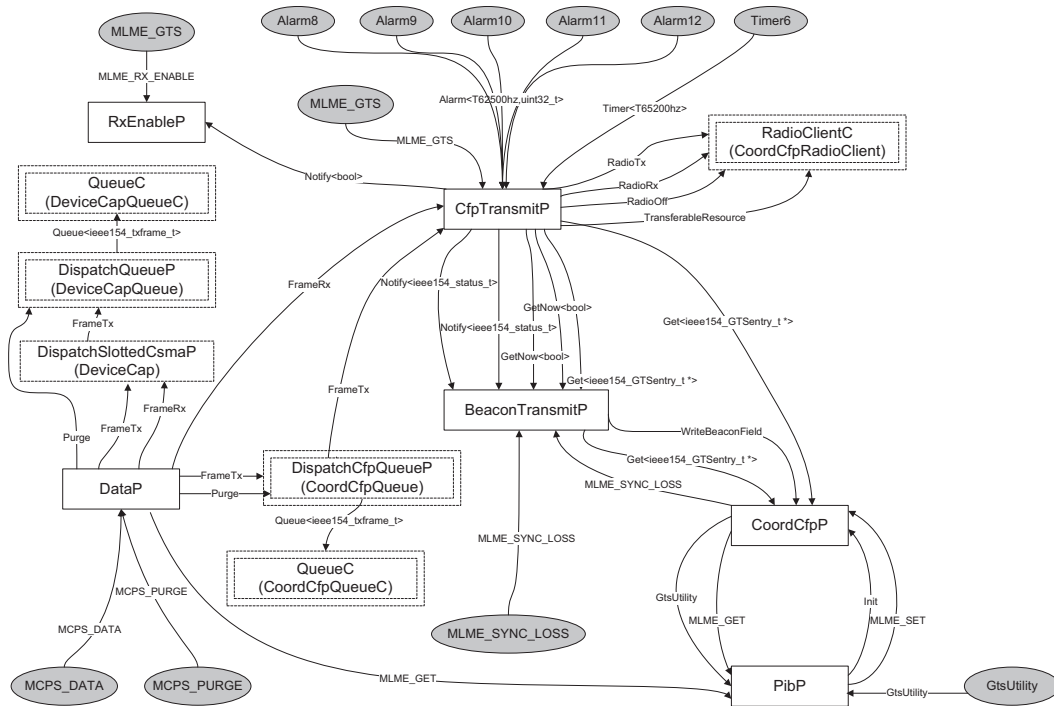 Alarm8
Alarm9
Alarm10
Alarm11
Alarm12
Timer6
MLME_GTS
MLME_RX_ENABLE
RxEnableP
MLME_GTS
Alarm<T62500hz,uint32_t>
Timer<T65200hz>
MLME_GTS
RadioClientC
(CoordCfpRadioClient)
RadioTx
RadioRx
RadioOff
TransferableResource
Notify<bool>
CfpTransmitP
QueueC
(DeviceCapQueueC)
Queue<ieee154_txframe_t>
DispatchQueueP
(DeviceCapQueue)
FrameTx
DispatchSlottedCsmaP
(DeviceCap)
FrameRx
Notify<ieee154_status_t>
GetNow<bool>
Notify<ieee154_status_t>
GetNow<bool>
Get<ieee154_GTSentry_t *>
Get<ieee154_GTSentry_t *>
FrameRx
FrameTx
Purge
FrameTx
BeaconTransmitP
WriteBeaconField
Get<ieee154_GTSentry_t *>
MLME_SYNC_LOSS
DataP
FrameTx
Purge
DispatchCfpQueueP
(CoordCfpQueue)
Queue<ieee154_txframe_t>
QueueC
(CoordCfpQueueC)
CoordCfpP
MLME_SYNC_LOSS
MCPS_PURGE
MCPS_DATA
GtsUtility
MLME_GET
Init
MLME_SET
MLME_SYNC_LOSS
MCPS_DATA
MCPS_PURGE
MLME_GET
PibP
GtsUtility
GtsUtility